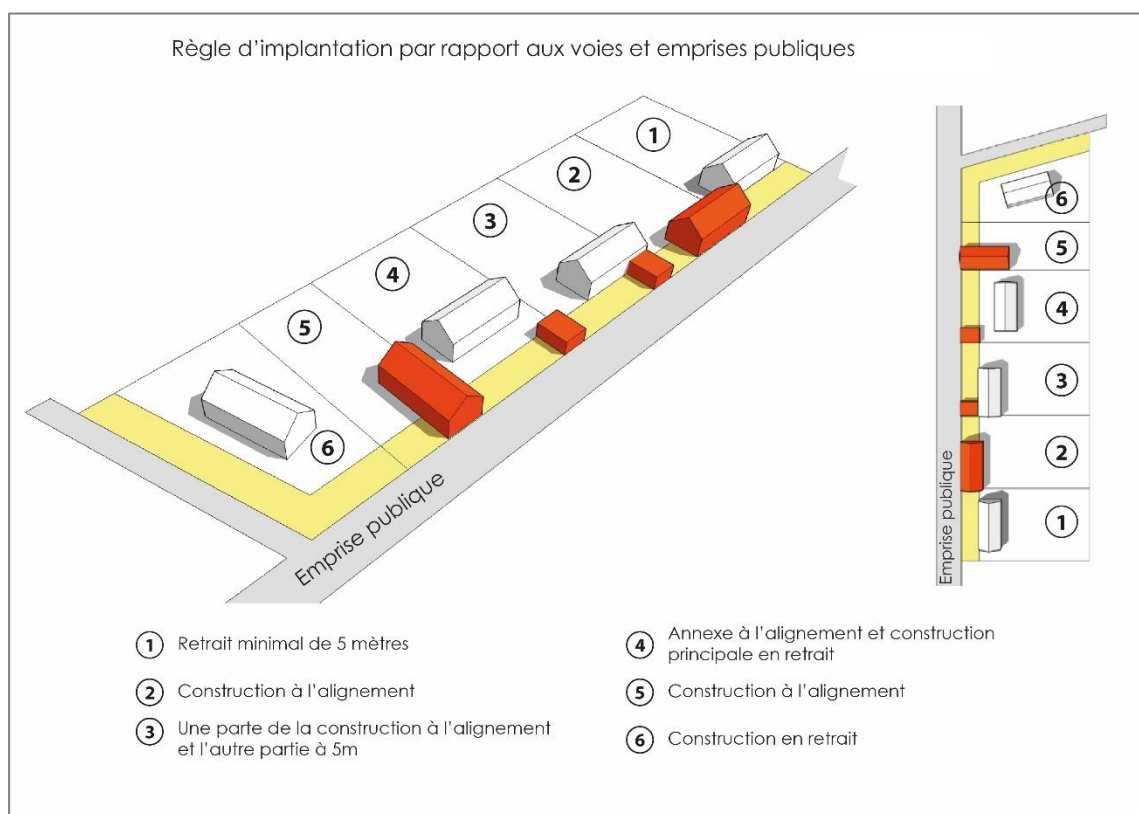 Règle d'implantation par rapport aux voies et emprises publiques
1
2
3
4
5
6
Emprise publique
6
5
4
3
2
1
Emprise publique
1 Retrait minimal de 5 mètres
2 Construction à l'alignement
3 Une parte de la construction à l'alignement
et l'autre partie à 5m
4 Annexe à l'alignement et construction
principale en retrait
5 Construction à l'alignement
6 Construction en retrait